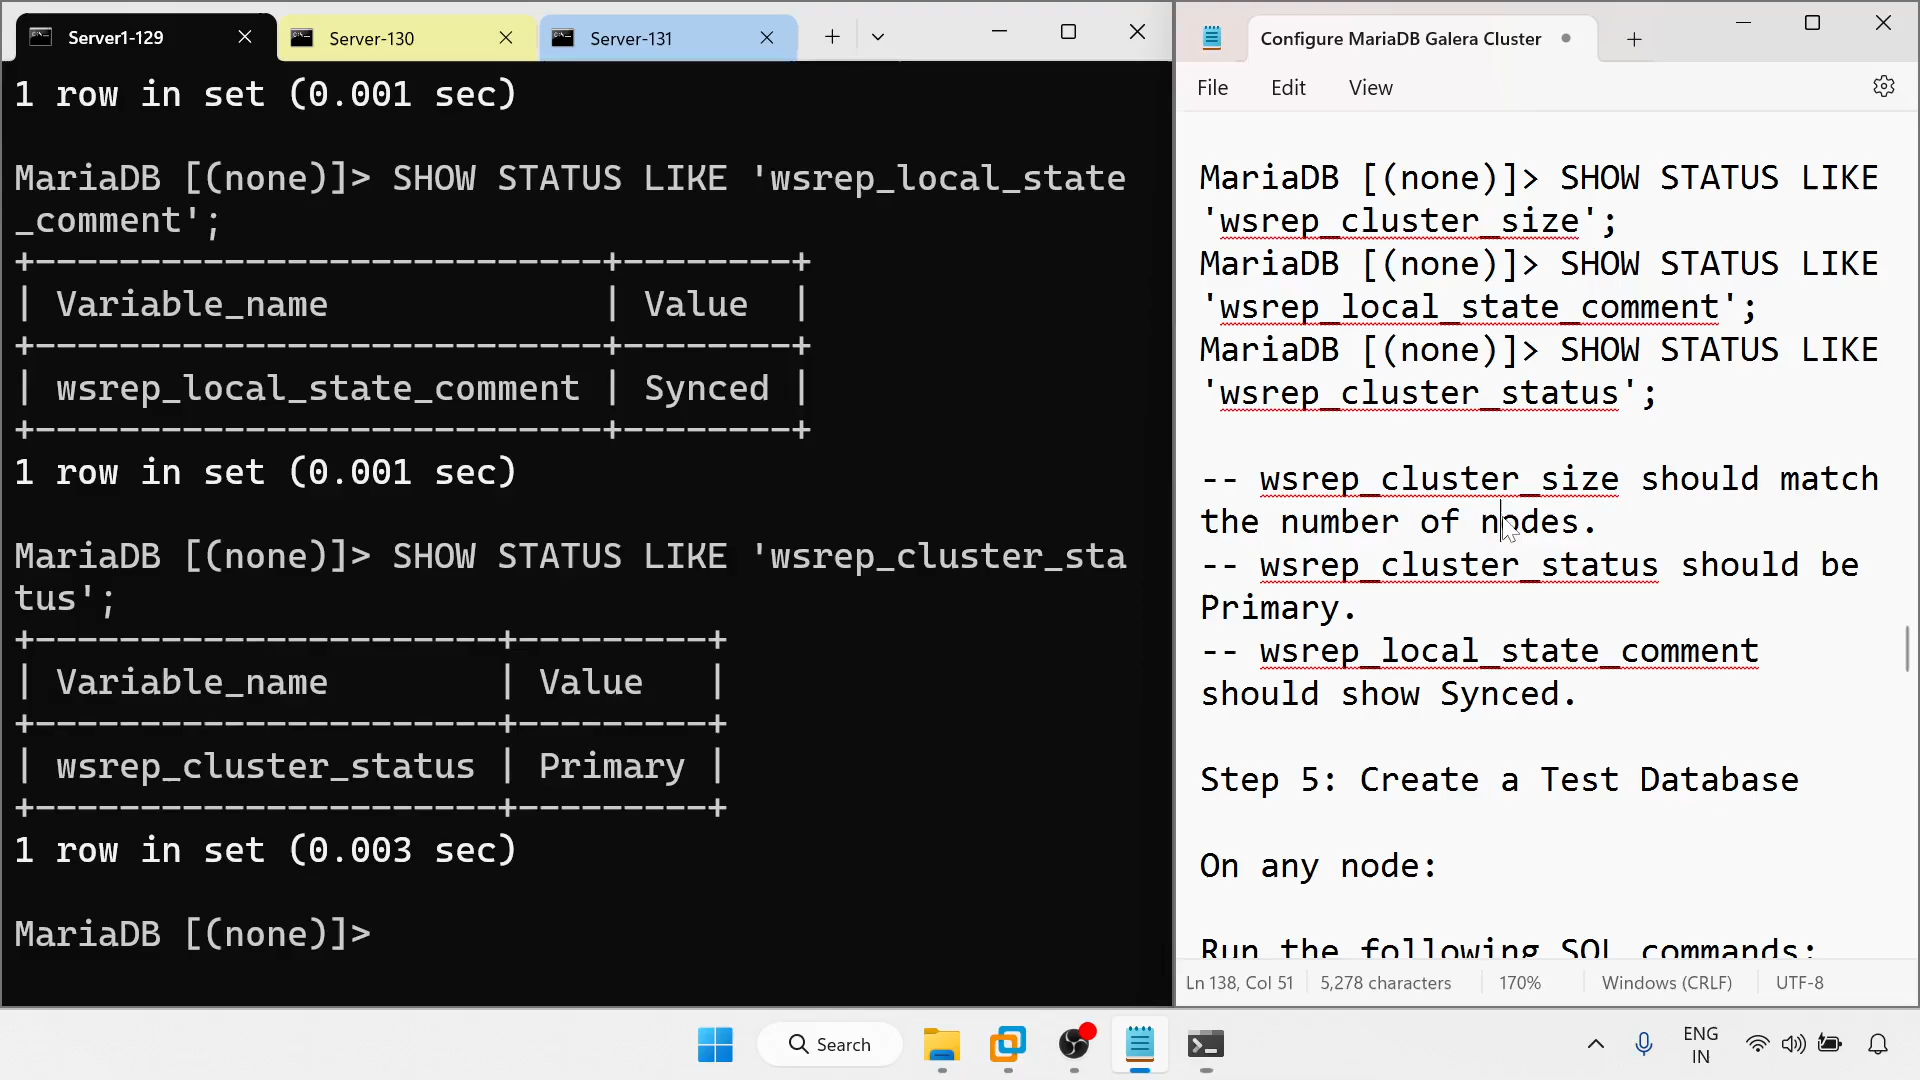 Server1-129
Server-130
Server-131
1 row in set (0.001 sec)
MariaDB [(none)]> SHOW STATUS LIKE 'wsrep_local_state
_comment';
+----------------------------+--------+
| Variable_name              | Value  |
+----------------------------+--------+
| wsrep_local_state_comment | Synced |
+----------------------------+--------+
1 row in set (0.001 sec)
MariaDB [(none)]> SHOW STATUS LIKE 'wsrep_cluster_sta
tus';
+-----------------------+---------+
| Variable_name        | Value   |
+-----------------------+---------+
| wsrep_cluster_status | Primary |
+-----------------------+---------+
1 row in set (0.003 sec)
MariaDB [(none)]>
Configure MariaDB Galera Cluster
File Edit View
MariaDB [(none)]> SHOW STATUS LIKE
'wsrep_cluster_size';
MariaDB [(none)]> SHOW STATUS LIKE
'wsrep_local_state_comment';
MariaDB [(none)]> SHOW STATUS LIKE
'wsrep_cluster_status';
-- wsrep_cluster_size should match
the number of nodes.
-- wsrep_cluster_status should be
Primary.
-- wsrep_local_state_comment
should show Synced.
Step 5: Create a Test Database
On any node:
Run the following SQL commands:
Ln 138, Col 51 5,278 characters 170% Windows (CRLF) UTF-8
Search
ENG
IN